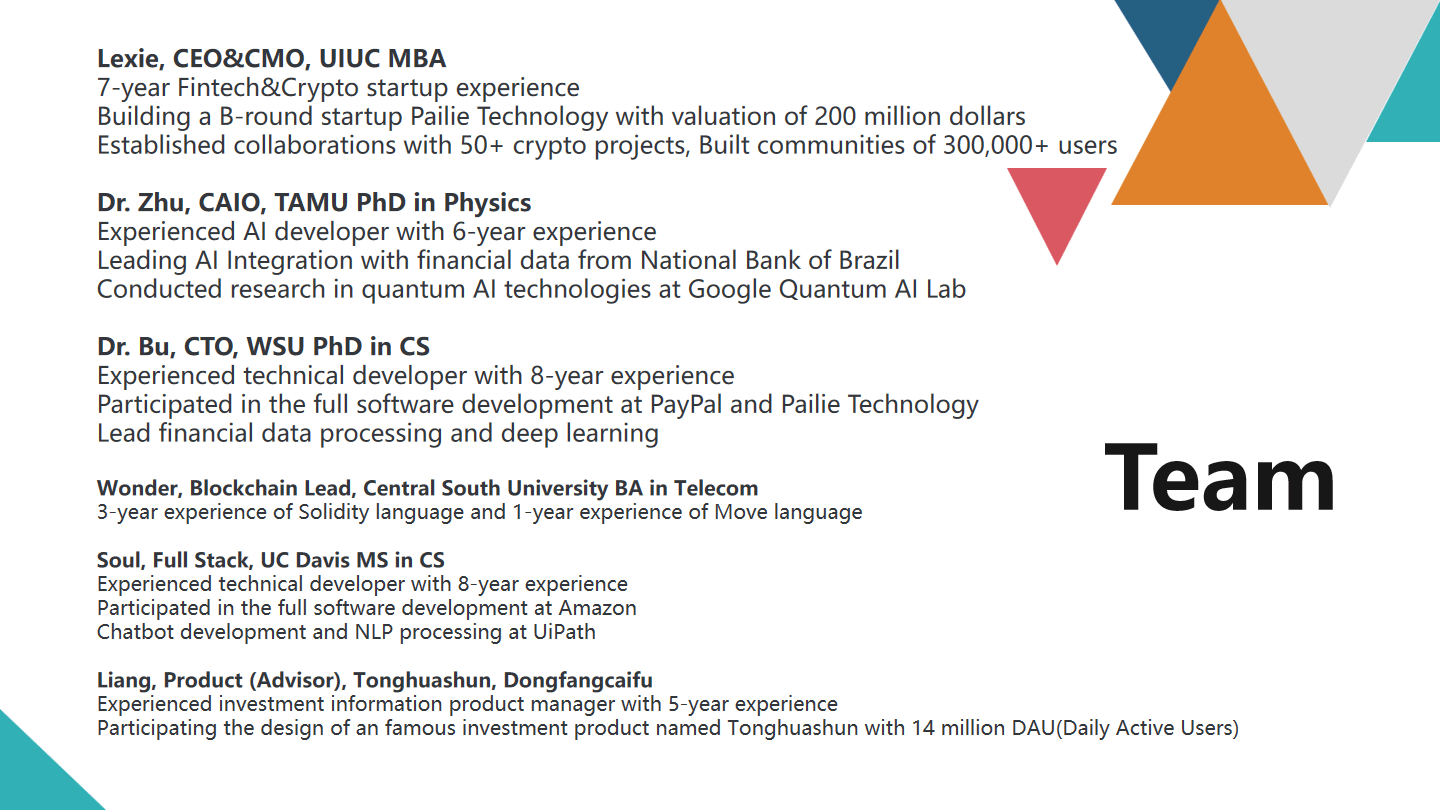 Lexie, CEO&CMO, UIUC MBA
7-year Fintech&Crypto startup experience
Building a B-round startup Pailie Technology with valuation of 200 million dollars
Established collaborations with 50+ crypto projects, Built communities of 300,000+ users
Dr. Zhu, CAIO, TAMU PhD in Physics
Experienced AI developer with 6-year experience
Leading AI Integration with financial data from National Bank of Brazil
Conducted research in quantum AI technologies at Google Quantum AI Lab
Dr. Bu, CTO, WSU PhD in CS
Experienced technical developer with 8-year experience
Participated in the full software development at PayPal and Pailie Technology
Lead financial data processing and deep learning
Wonder, Blockchain Lead, Central South University BA in Telecom
3-year experience of Solidity language and 1-year experience of Move language
Soul, Full Stack, UC Davis MS in CS
Experienced technical developer with 8-year experience
Participated in the full software development at Amazon
Chatbot development and NLP processing at UiPath
Liang, Product (Advisor), Tonghuashun, Dongfangcaifu
Experienced investment information product manager with 5-year experience
Participating the design of an famous investment product named Tonghuashun with 14 million DAU(Daily Active Users)
Team